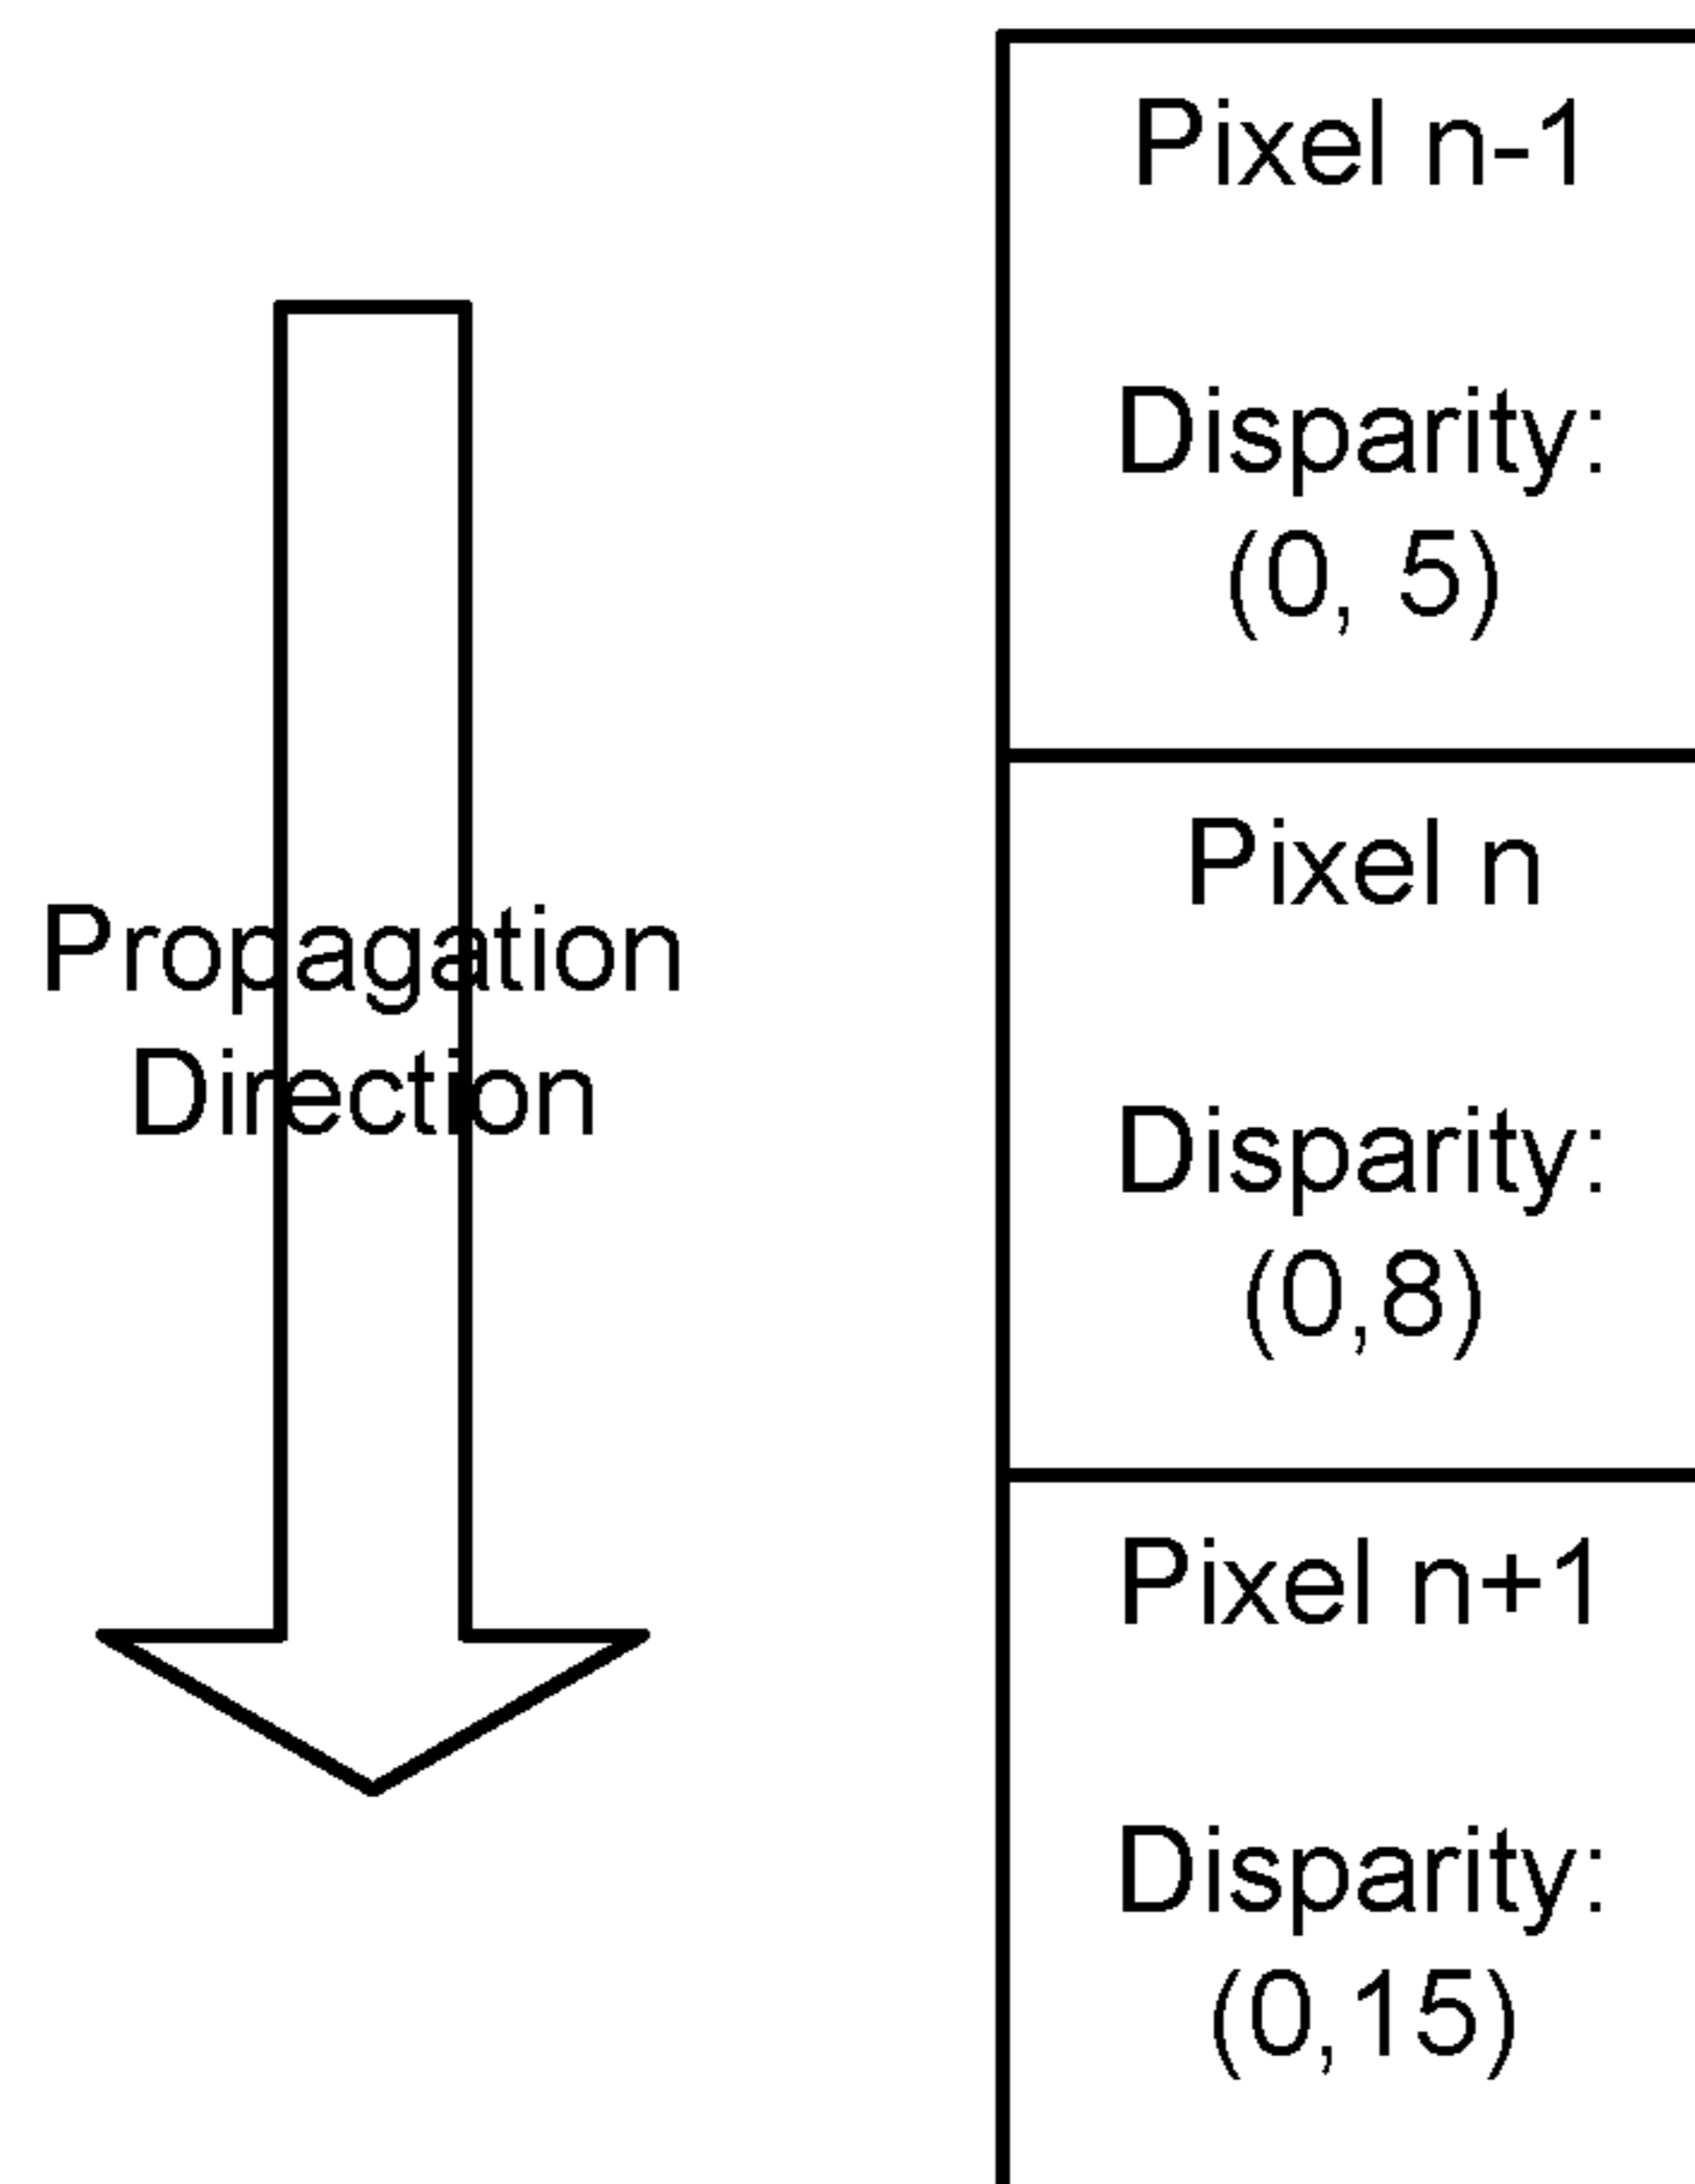 Pixel n-1
Disparity:
(0, 5)
Propagation
Direction
Pixel n
Disparity:
(0,8)
Pixel n+1
Disparity:
(0,15)